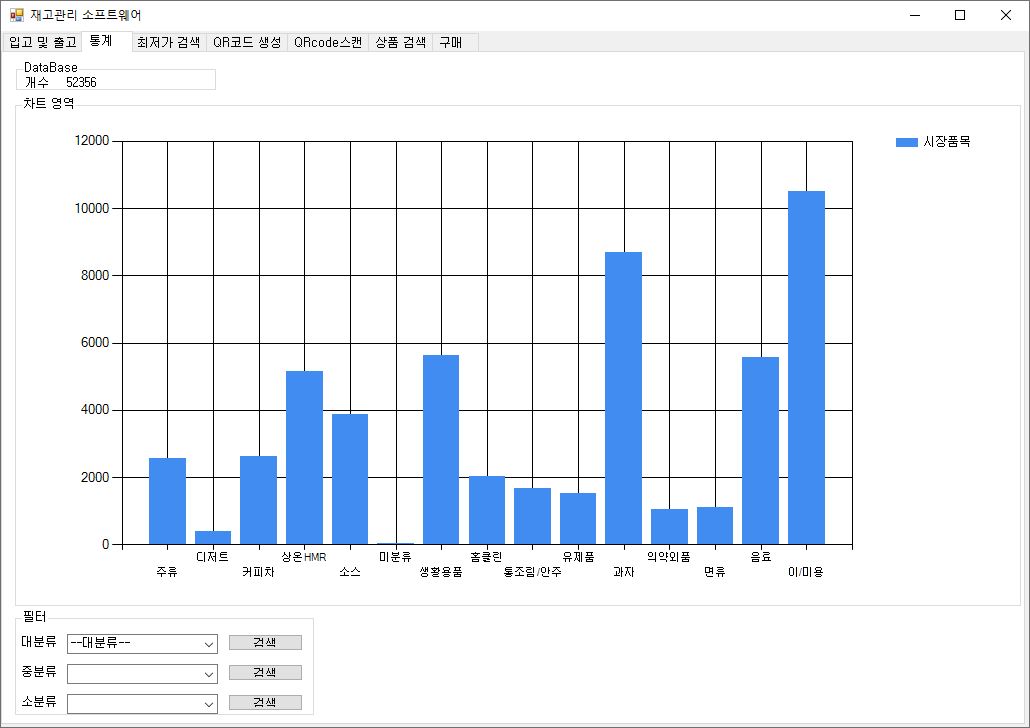 재고관리 소프트웨어
입고 및 출고 통계 최저가 검색 QR코드 생성 QRcode스캔 상품 검색 구매
DataBase
개수 52356
차트 영역
시장품목
12000
10000
8000
6000
4000
2000
0
디저트 상온HMR 미분류 홈클린 유제품 의약외품 음료
주류 커피차 소스 생활용품 통조림/안주 과자 면류 이/미용
필터
대분류 --대분류-- 검색
중분류 검색
소분류 검색